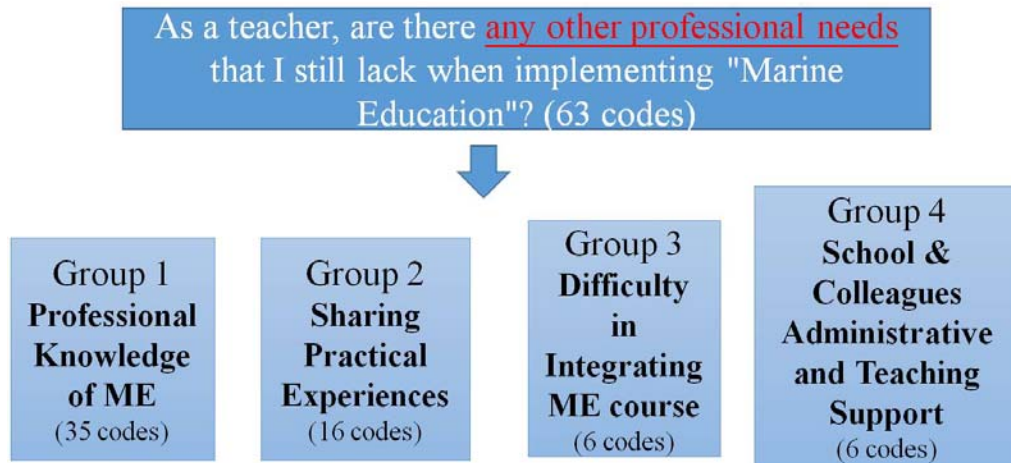 As a teacher, are there any other professional needs
that I still lack when implementing "Marine
Education"? (63 codes)
Group 1
Professional
Knowledge
of ME
(35 codes)
Group 2
Sharing
Practical
Experiences
(16 codes)
Group 3
Difficulty
in
Integrating
ME course
(6 codes)
Group 4
School &
Colleagues
Administrative
and Teaching
Support
(6 codes)